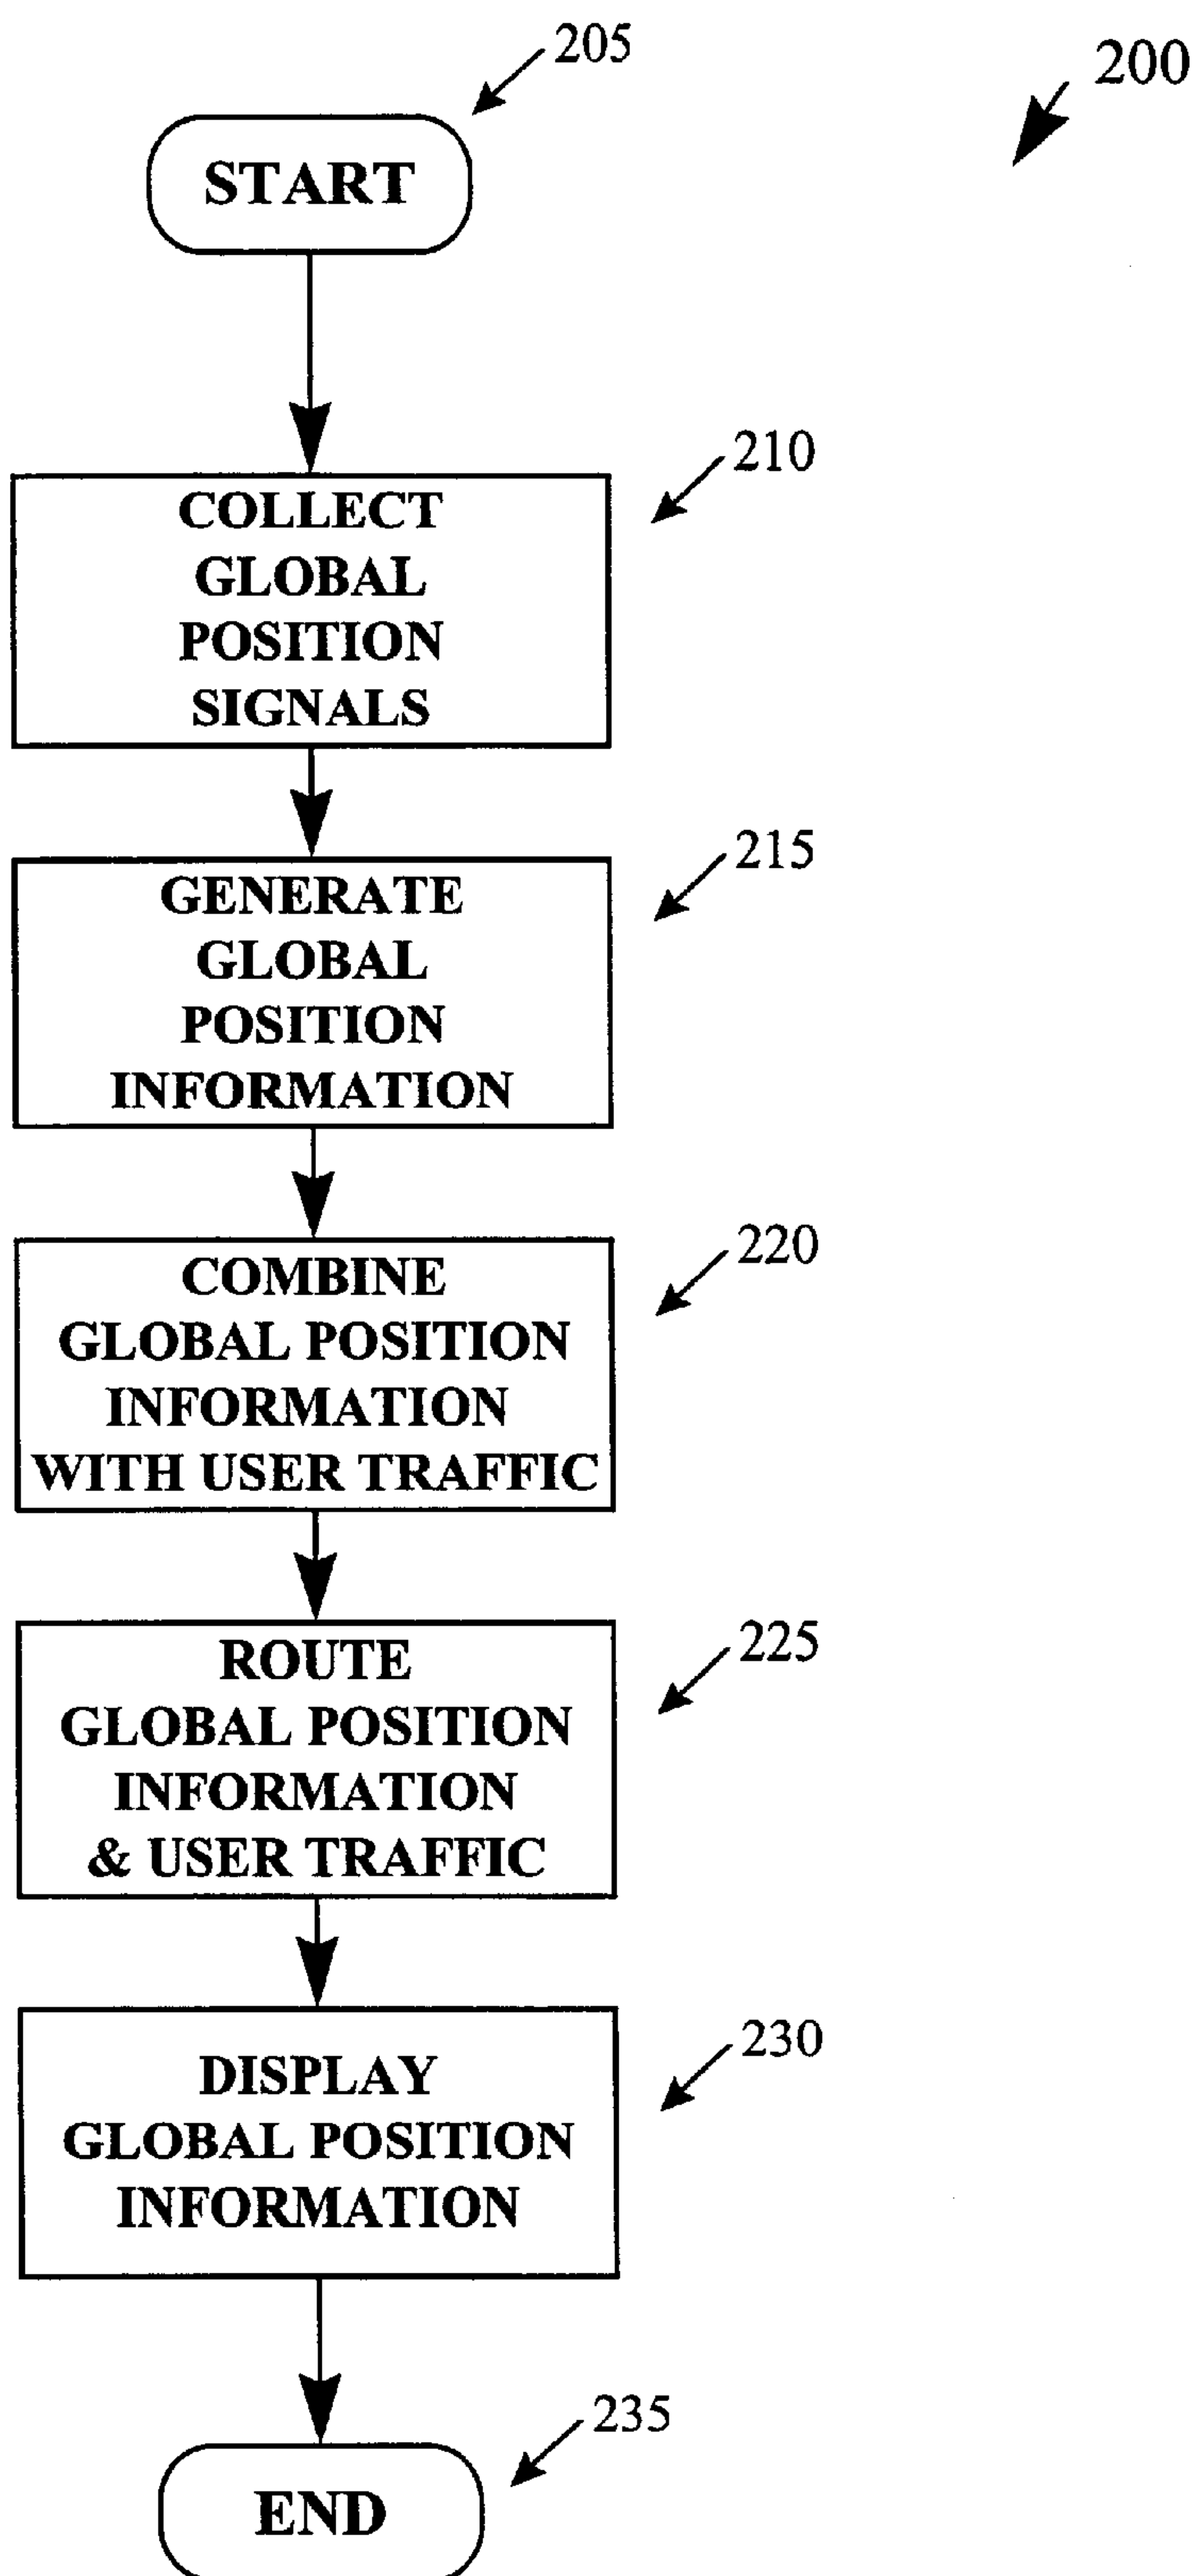 205
200
START
210
COLLECT
GLOBAL
POSITION
SIGNALS
215
GENERATE
GLOBAL
POSITION
INFORMATION
220
COMBINE
GLOBAL POSITION
INFORMATION
WITH USER TRAFFIC
225
ROUTE
GLOBAL POSITION
INFORMATION
& USER TRAFFIC
230
DISPLAY
GLOBAL POSITION
INFORMATION
235
END